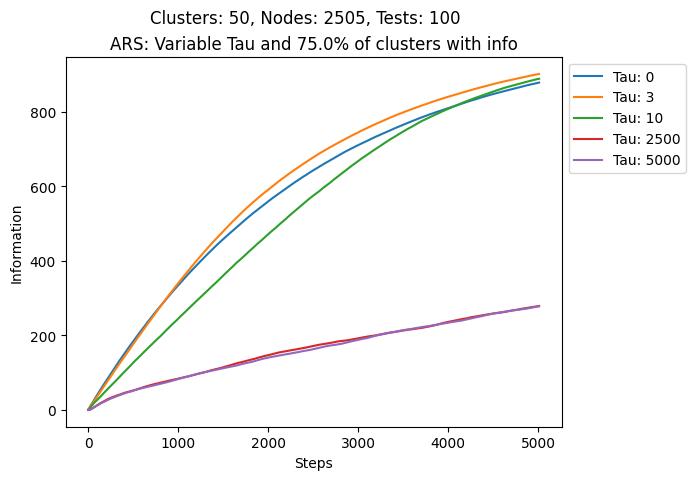 Clusters: 50, Nodes: 2505, Tests: 100
ARS: Variable Tau and 75.0% of clusters with info
Tau: 0
Tau: 3
Tau: 10
Tau: 2500
Tau: 5000
800
600
400
200
0
Information
0 1000 2000 3000 4000 5000
Steps